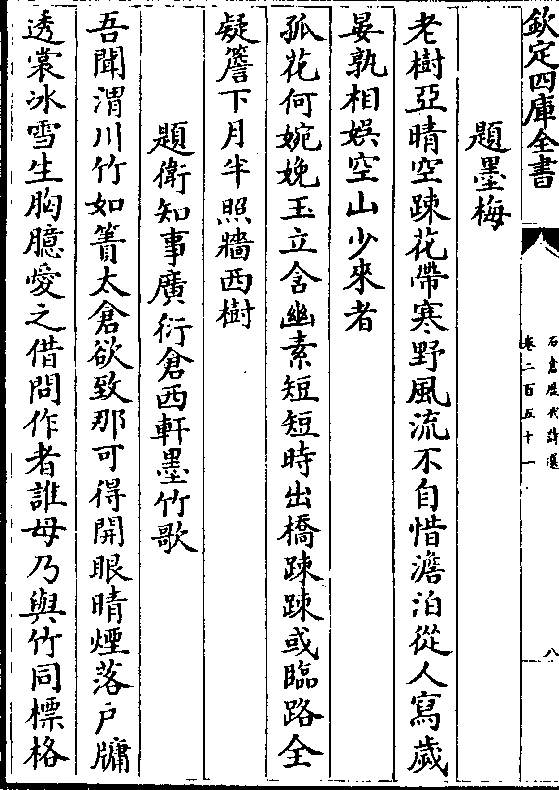 欽定四庫全書
石倉歷代詩選
卷二百五十一
八
題墨梅
老樹亞晴空踈花帶寒野風流不自惜澹泊從人寫歲
晏孰相娯空山少來者
孤花何婉娩玉立含幽素短短時出橋踈踈或臨路全
疑簷下月半照牆西樹
題衛知事廣衍倉西軒墨竹歌
吾聞渭川竹如簀太倉欲致那可得開眼晴煙落戶牗
透裳冰雪生胸臆愛之借問作者誰毋乃與竹同標格